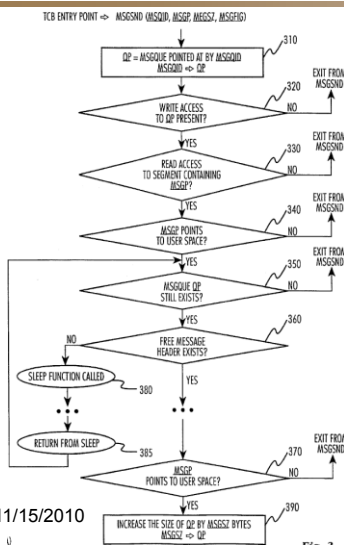 TCB ENTRY POINT ⇨ MSGSND (MSQID, MSGP, MEGSZ, MSGFIG)
310
QP = MSGQUE POINTED AT BY MSGQID
MSGQID ⇨ QP
320
EXIT FROM
MSGSND
WRITE ACCESS
TO QP PRESENT?
NO
YES
330
EXIT FROM
MSGSND
READ ACCESS
TO SEGMENT CONTAINING
MSGP?
NO
YES
340
EXIT FROM
MSGSND
MSGP POINTS
TO USER SPACE?
NO
YES
350
EXIT FROM
MSGSND
MSGQUE QP
STILL EXISTS?
NO
YES
360
FREE MESSAGE
HEADER EXISTS?
NO
YES
SLEEP FUNCTION CALLED
380
RETURN FROM SLEEP
385
370
EXIT FROM
MSGSND
MSGP
POINTS TO USER SPACE?
NO
YES
390
11/15/2010
INCREASE THE SIZE OF QP BY MSGSZ BYTES
MSGSZ ⇨ QP